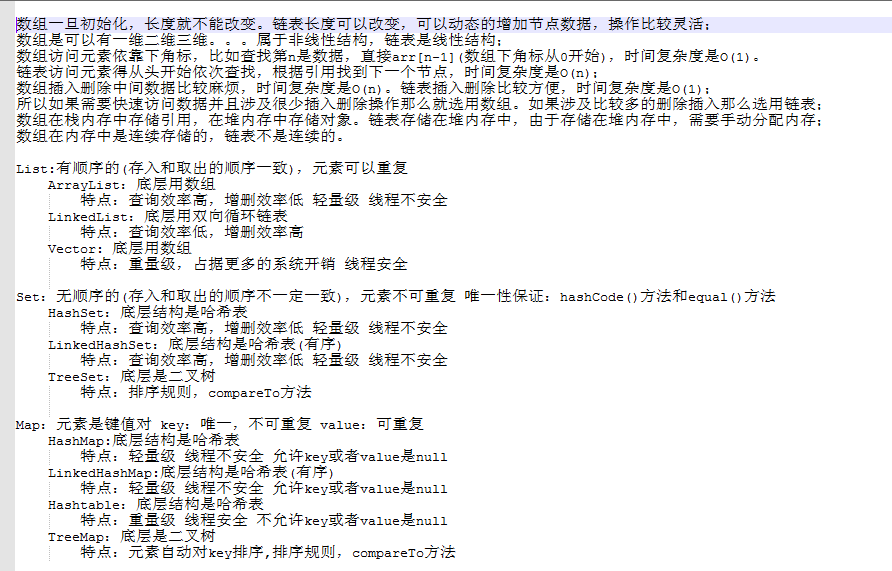 数组一旦初始化，长度就不能改变。链表长度可以改变，可以动态的增加节点数据，操作比较灵活；
数组是可以有一维二维三维。。。属于非线性结构，链表是线性结构；
数组访问元素依靠下角标，比如查找第n是数据，直接arr[n-1](数组下角标从0开始)，时间复杂度是O(1)。
链表访问元素得从头开始依次查找，根据引用找到下一个节点，时间复杂度是O(n)；
数组插入删除中间数据比较麻烦，时间复杂度是O(n)。链表插入删除比较方便，时间复杂度是O(1)；
所以如果需要快速访问数据并且涉及很少插入删除操作那么就选用数组。如果涉及比较多的删除插入那么选用链表；
数组在栈内存中存储引用，在堆内存中存储对象。链表存储在堆内存中，由于存储在堆内存中，需要手动分配内存；
数组在内存中是连续存储的，链表不是连续的。
List:有顺序的(存入和取出的顺序一致)，元素可以重复
ArrayList: 底层用数组
特点: 查询效率高，增删效率低 轻量级 线程不安全
LinkedList: 底层用双向循环链表
特点: 查询效率低，增删效率高
Vector: 底层用数组
特点: 重量级，占据更多的系统开销 线程安全
Set: 无顺序的(存入和取出的顺序不一定一致)，元素不可重复 唯一性保证: hashCode()方法和equal()方法
HashSet: 底层结构是哈希表
特点: 查询效率高，增删效率低 轻量级 线程不安全
LinkedHashSet: 底层结构是哈希表(有序)
特点: 查询效率高，增删效率低 轻量级 线程不安全
TreeSet: 底层是二叉树
特点: 排序规则，compareTo方法
Map: 元素是键值对 key: 唯一，不可重复 value: 可重复
HashMap:底层结构是哈希表
特点: 轻量级 线程不安全 允许key或者value是null
LinkedHashMap:底层结构是哈希表(有序)
特点: 轻量级 线程不安全 允许key或者value是null
Hashtable: 底层结构是哈希表
特点: 重量级 线程安全 不允许key或者value是null
TreeMap: 底层是二叉树
特点: 元素自动对key排序,排序规则，compareTo方法